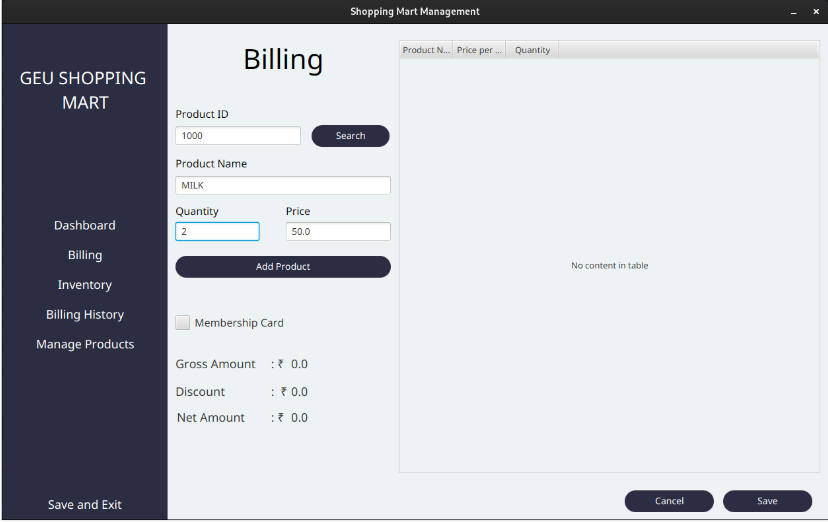 Shopping Mart Management
GEU SHOPPING
MART
Dashboard
Billing
Inventory
Billing History
Manage Products
Save and Exit
Billing
Product ID
1000
Search
Product Name
MILK
Quantity Price
2 50.0
Add Product
Membership Card
Gross Amount : ₹ 0.0
Discount : ₹ 0.0
Net Amount : ₹ 0.0
Product N... Price per ... Quantity
No content in table
Cancel Save